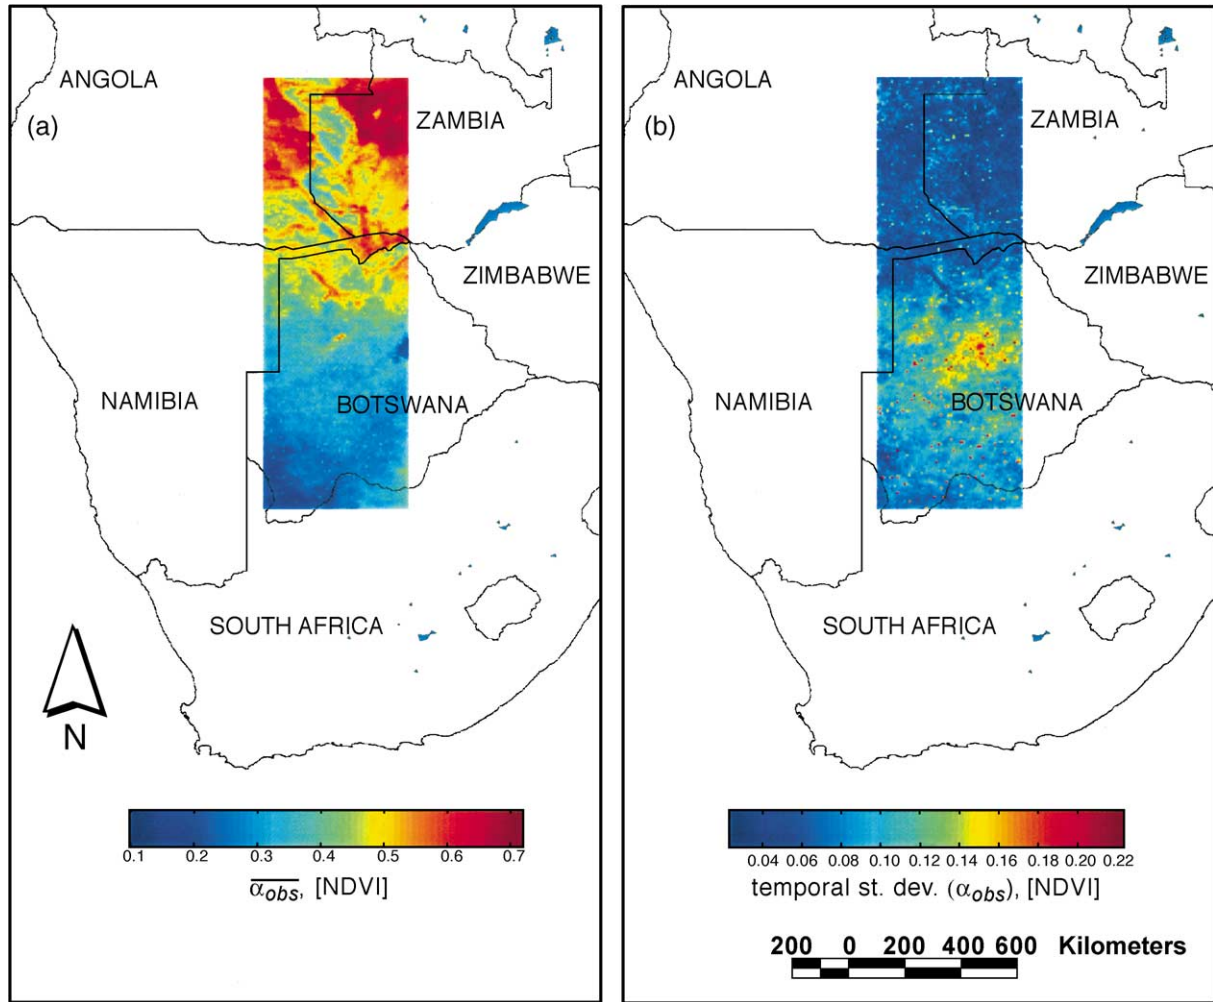 ANGOLA
(a)
ZAMBIA
ZIMBABWE
NAMIBIA
BOTSWANA
SOUTH AFRICA
N
0.1 0.2 0.3 0.4 0.5 0.6 0.7
α_obs, [NDVI]
ANGOLA
(b)
ZAMBIA
ZIMBABWE
NAMIBIA
BOTSWANA
SOUTH AFRICA
0.04 0.06 0.08 0.10 0.12 0.14 0.16 0.18 0.20 0.22
temporal st. dev. (α_obs), [NDVI]
200 0 200 400 600 Kilometers